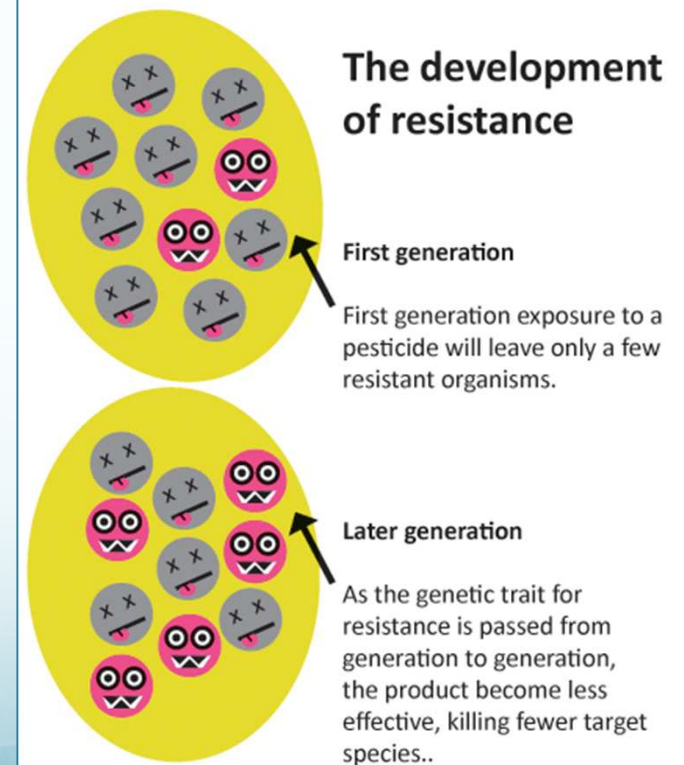 The development
of resistance
First generation
First generation exposure to a
pesticide will leave only a few
resistant organisms.
Later generation
As the genetic trait for
resistance is passed from
generation to generation,
the product become less
effective, killing fewer target
species..